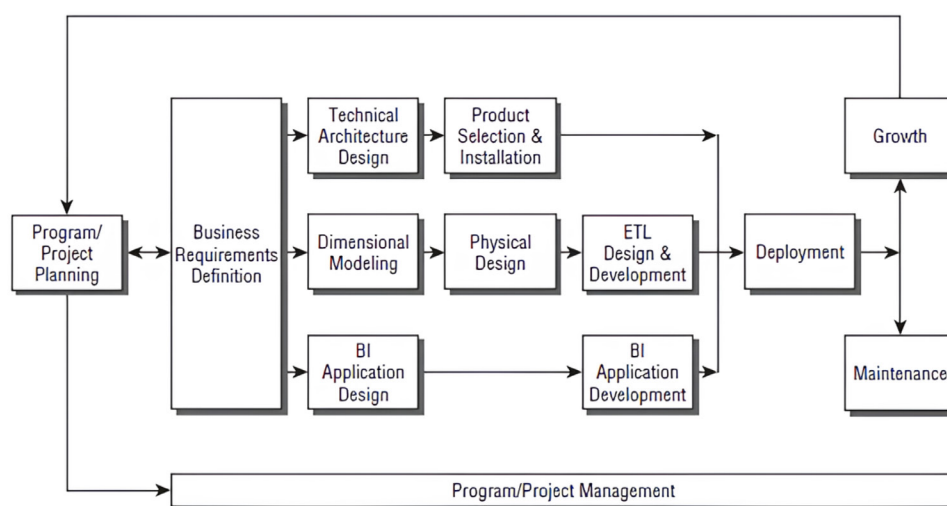 Program/
Project
Planning
Business
Requirements
Definition
Technical
Architecture
Design
Product
Selection &
Installation
Dimensional
Modeling
Physical
Design
ETL
Design &
Development
BI
Application
Design
BI
Application
Development
Deployment
Growth
Maintenance
Program/Project Management